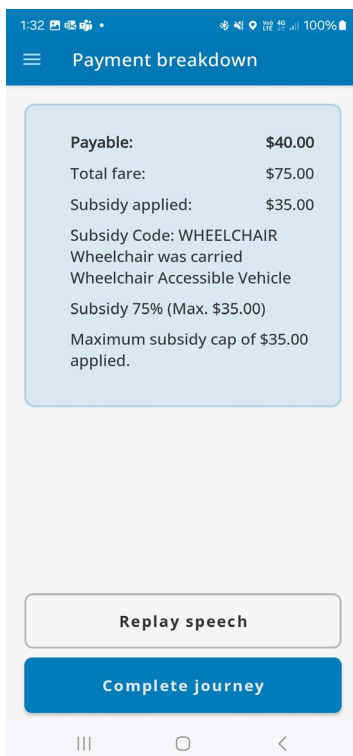 1:32 100%
Payment breakdown
Payable: $40.00
Total fare: $75.00
Subsidy applied: $35.00
Subsidy Code: WHEELCHAIR
Wheelchair was carried
Wheelchair Accessible Vehicle
Subsidy 75% (Max. $35.00)
Maximum subsidy cap of $35.00
applied.
Replay speech
Complete journey